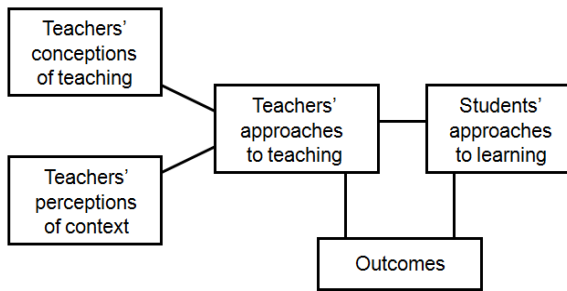 Teachers’
conceptions
of teaching
Teachers’
perceptions
of context
Teachers’
approaches
to teaching
Students’
approaches
to learning
Outcomes